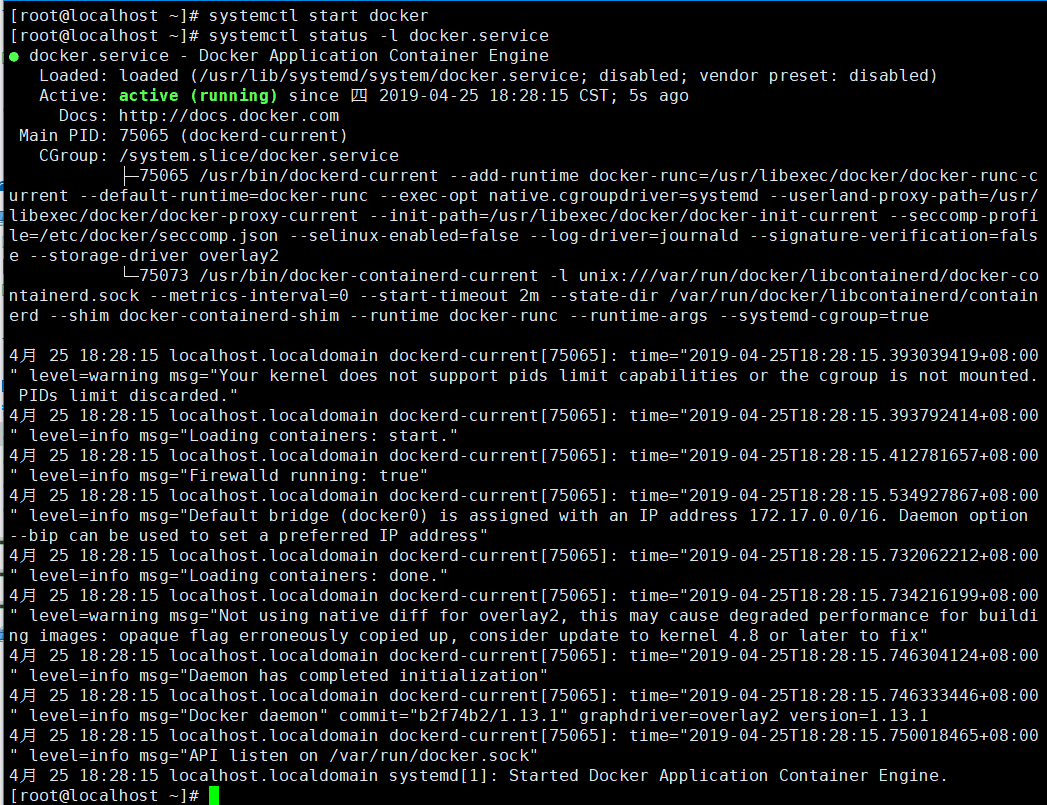 [root@localhost ~]# systemctl start docker
[root@localhost ~]# systemctl status -l docker.service
● docker.service - Docker Application Container Engine
   Loaded: loaded (/usr/lib/systemd/system/docker.service; disabled; vendor preset: disabled)
   Active: active (running) since 四 2019-04-25 18:28:15 CST; 5s ago
     Docs: http://docs.docker.com
 Main PID: 75065 (dockerd-current)
   CGroup: /system.slice/docker.service
           ├─75065 /usr/bin/dockerd-current --add-runtime docker-runc=/usr/libexec/docker/docker-runc-c
urrent --default-runtime=docker-runc --exec-opt native.cgroupdriver=systemd --userland-proxy-path=/usr/
libexec/docker/docker-proxy-current --init-path=/usr/libexec/docker/docker-init-current --seccomp-profi
le=/etc/docker/seccomp.json --selinux-enabled=false --log-driver=journald --signature-verification=fals
e --storage-driver overlay2
           └─75073 /usr/bin/docker-containerd-current -l unix:///var/run/docker/libcontainerd/docker-co
ntainerd.sock --metrics-interval=0 --start-timeout 2m --state-dir /var/run/docker/libcontainerd/contain
erd --shim docker-containerd-shim --runtime docker-runc --runtime-args --systemd-cgroup=true

4月 25 18:28:15 localhost.localdomain dockerd-current[75065]: time="2019-04-25T18:28:15.393039419+08:00
" level=warning msg="Your kernel does not support pids limit capabilities or the cgroup is not mounted.
 PIDs limit discarded."
4月 25 18:28:15 localhost.localdomain dockerd-current[75065]: time="2019-04-25T18:28:15.393792414+08:00
" level=info msg="Loading containers: start."
4月 25 18:28:15 localhost.localdomain dockerd-current[75065]: time="2019-04-25T18:28:15.412781657+08:00
" level=info msg="Firewalld running: true"
4月 25 18:28:15 localhost.localdomain dockerd-current[75065]: time="2019-04-25T18:28:15.534927867+08:00
" level=info msg="Default bridge (docker0) is assigned with an IP address 172.17.0.0/16. Daemon option
--bip can be used to set a preferred IP address"
4月 25 18:28:15 localhost.localdomain dockerd-current[75065]: time="2019-04-25T18:28:15.732062212+08:00
" level=info msg="Loading containers: done."
4月 25 18:28:15 localhost.localdomain dockerd-current[75065]: time="2019-04-25T18:28:15.734216199+08:00
" level=warning msg="Not using native diff for overlay2, this may cause degraded performance for buildi
ng images: opaque flag erroneously copied up, consider update to kernel 4.8 or later to fix"
4月 25 18:28:15 localhost.localdomain dockerd-current[75065]: time="2019-04-25T18:28:15.746304124+08:00
" level=info msg="Daemon has completed initialization"
4月 25 18:28:15 localhost.localdomain dockerd-current[75065]: time="2019-04-25T18:28:15.746333446+08:00
" level=info msg="Docker daemon" commit="b2f74b2/1.13.1" graphdriver=overlay2 version=1.13.1
4月 25 18:28:15 localhost.localdomain dockerd-current[75065]: time="2019-04-25T18:28:15.750018465+08:00
" level=info msg="API listen on /var/run/docker.sock"
4月 25 18:28:15 localhost.localdomain systemd[1]: Started Docker Application Container Engine.
[root@localhost ~]#